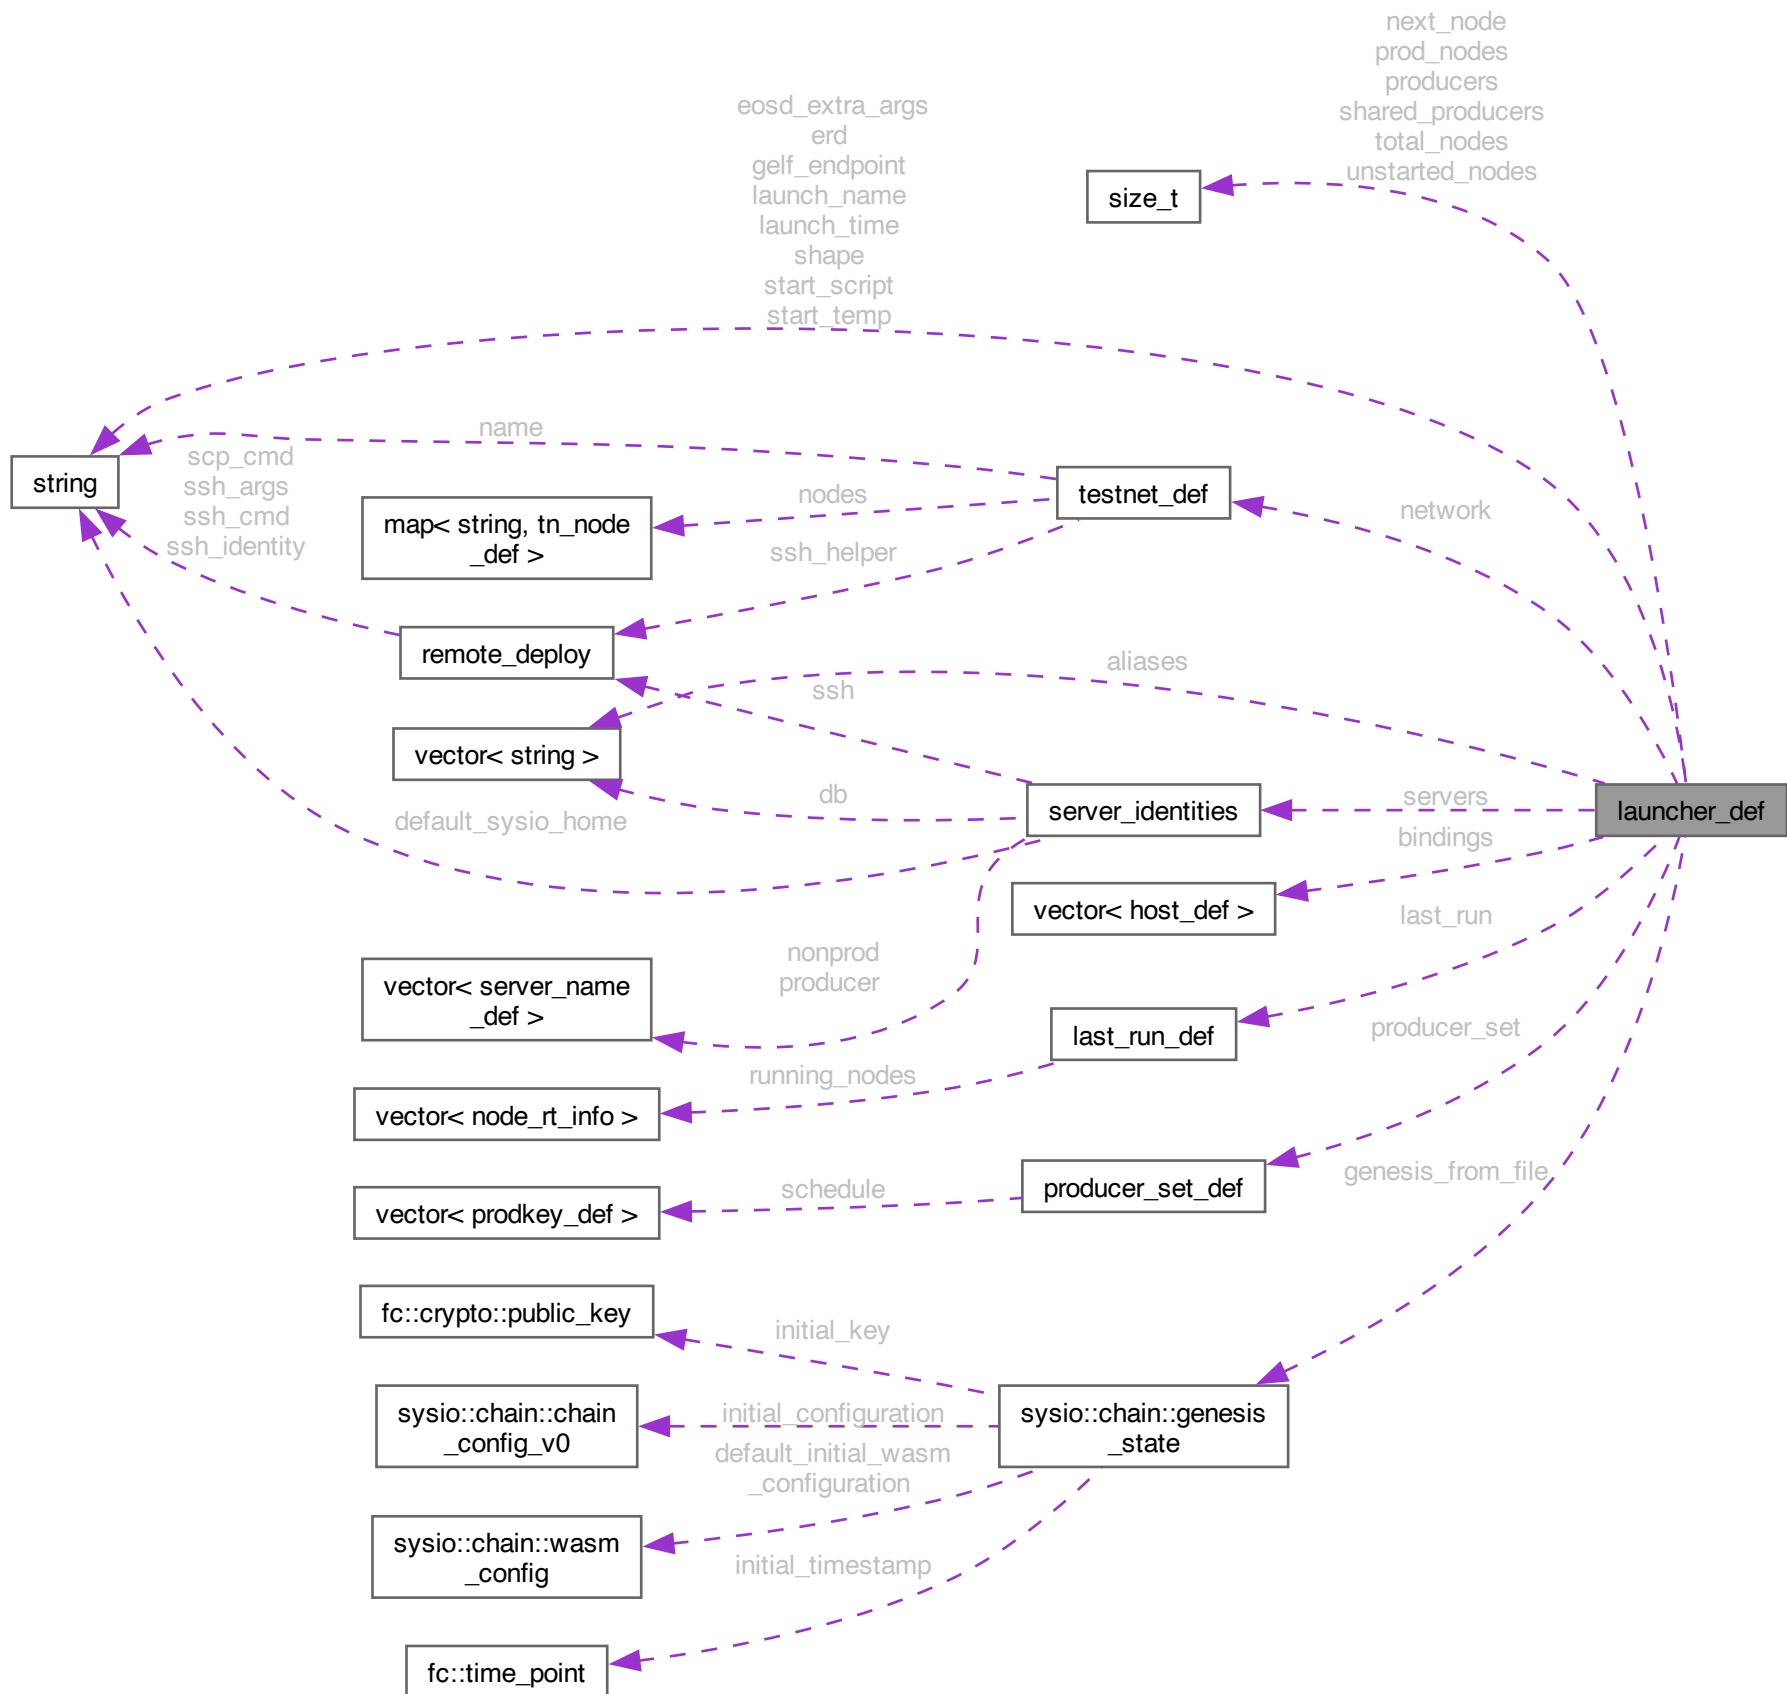 next_node
prod_nodes
producers
shared_producers
total_nodes
unstarted_nodes
eosd_extra_args
erd
gelf_endpoint
launch_name
launch_time
shape
start_script
start_temp
size_t
name
string
scp_cmd
ssh_args
ssh_cmd
ssh_identity
map< string, tn_node
_def >
nodes
testnet_def
network
ssh_helper
remote_deploy
aliases
ssh
vector< string >
db
default_sysio_home
server_identities
servers
launcher_def
bindings
vector< host_def >
last_run
nonprod
producer
vector< server_name
_def >
last_run_def
producer_set
running_nodes
vector< node_rt_info >
producer_set_def
genesis_from_file
schedule
vector< prodkey_def >
fc::crypto::public_key
initial_key
sysio::chain::chain
_config_v0
initial_configuration
sysio::chain::genesis
_state
default_initial_wasm
_configuration
sysio::chain::wasm
_config
initial_timestamp
fc::time_point